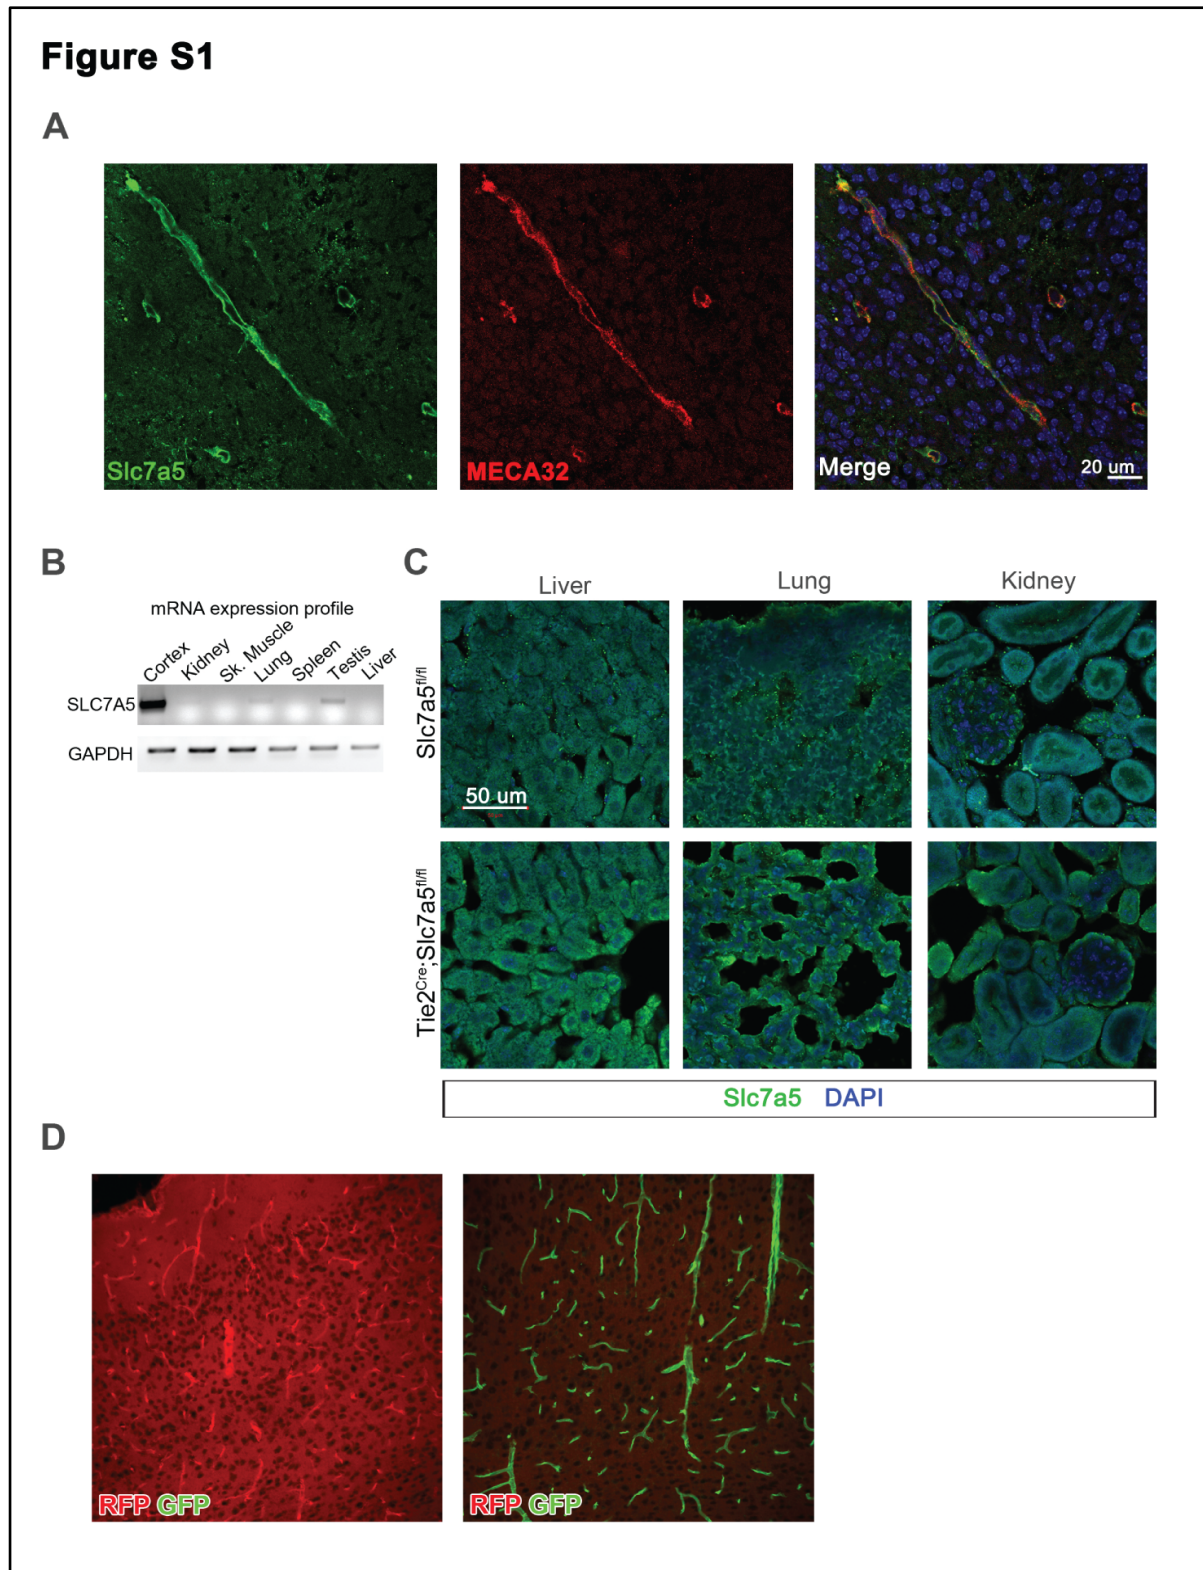 Figure S1
A
Slc7a5
MECA32
Merge
20 um
B
mRNA expression profile
Cortex
Kidney
Sk. Muscle
Lung
Spleen
Testis
Liver
SLC7A5
GAPDH
C
Liver
Lung
Kidney
Slc7a5fl/fl
50 um
Tie2Cre;Slc7a5fl/fl
Slc7a5 DAPI
D
RFP GFP
RFP GFP